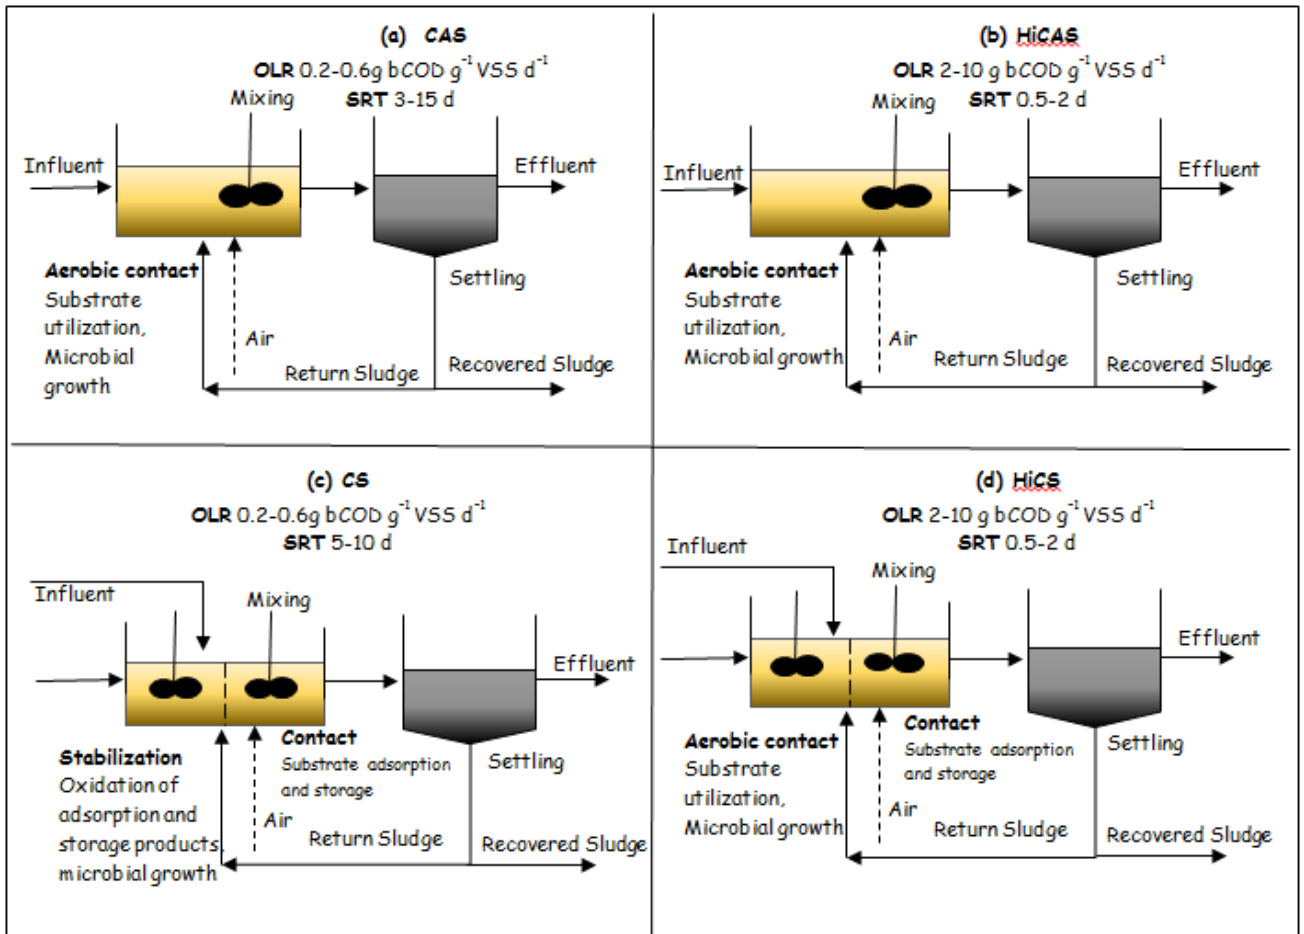 (a) CAS
OLR 0.2-0.6g bCOD g⁻¹ VSS d⁻¹
SRT 3-15 d
Mixing
Influent
Effluent
Aerobic contact
Substrate
utilization,
Microbial
growth
Air
Settling
Return Sludge
Recovered Sludge
(b) HiCAS
OLR 2-10 g bCOD g⁻¹ VSS d⁻¹
SRT 0.5-2 d
Mixing
Influent
Effluent
Aerobic contact
Substrate
utilization,
Microbial growth
Air
Settling
Return Sludge
Recovered Sludge
(c) CS
OLR 0.2-0.6g bCOD g⁻¹ VSS d⁻¹
SRT 5-10 d
Influent
Mixing
Effluent
Stabilization
Oxidation of
adsorption and
storage products,
microbial growth
Contact
Substrate adsorption
and storage
Air
Settling
Return Sludge
Recovered Sludge
(d) HiCS
OLR 2-10 g bCOD g⁻¹ VSS d⁻¹
SRT 0.5-2 d
Influent
Mixing
Effluent
Aerobic contact
Substrate
utilization,
Microbial growth
Contact
Substrate adsorption
and storage
Air
Settling
Return Sludge
Recovered Sludge